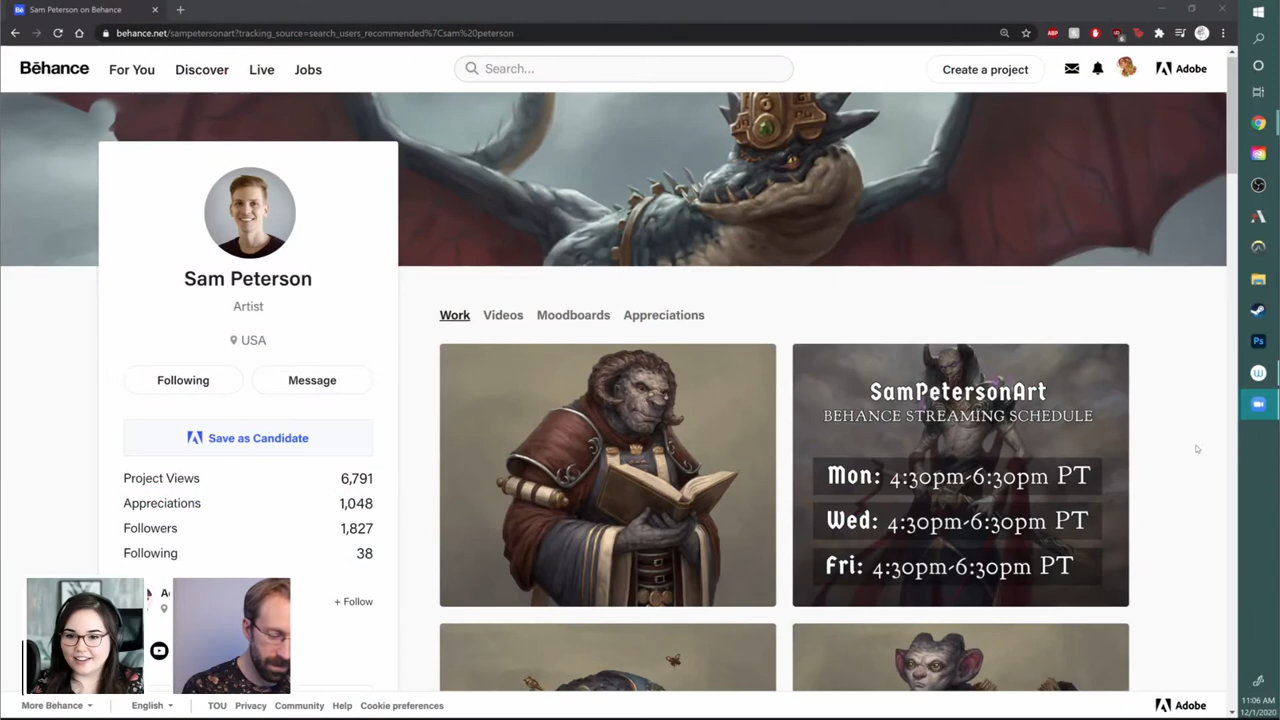 Sam Peterson on Behance
behance.net/sampetersonart?tracking_source=search_users_recommended%7Csam%20peterson
Bēhance
For You
Discover
Live
Jobs
Search...
Create a project
Adobe
Sam Peterson
Artist
USA
Following
Message
Save as Candidate
Project Views 6,791
Appreciations 1,048
Followers 1,827
Following 38
+ Follow
Work
Videos
Moodboards
Appreciations
SamPetersonArt
BEHANCE STREAMING SCHEDULE
Mon: 4:30pm-6:30pm PT
Wed: 4:30pm-6:30pm PT
Fri: 4:30pm-6:30pm PT
More Behance
English
TOU
Privacy
Community
Help
Cookie preferences
Adobe
11:06 AM
12/1/2020